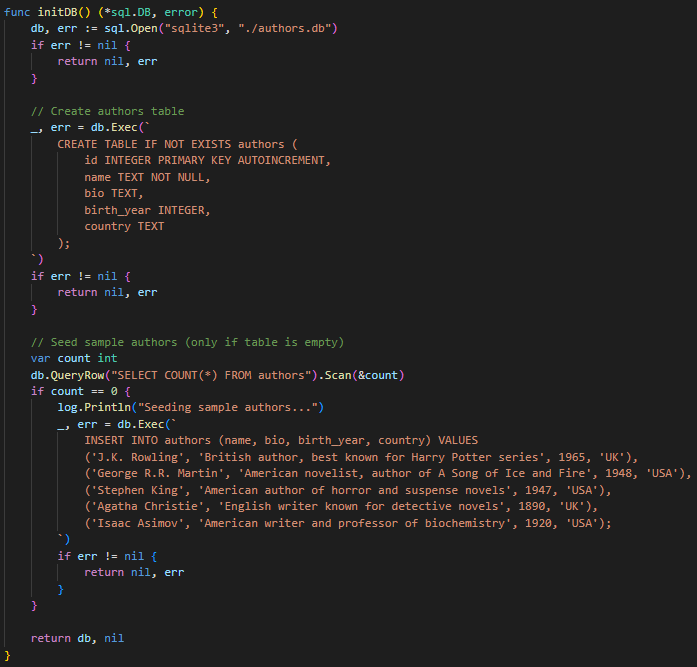 func initDB() (*sql.DB, error) {
    db, err := sql.Open("sqlite3", "./authors.db")
    if err != nil {
        return nil, err
    }

    // Create authors table
    _, err = db.Exec(`
        CREATE TABLE IF NOT EXISTS authors (
            id INTEGER PRIMARY KEY AUTOINCREMENT,
            name TEXT NOT NULL,
            bio TEXT,
            birth_year INTEGER,
            country TEXT
        );
    `)
    if err != nil {
        return nil, err
    }

    // Seed sample authors (only if table is empty)
    var count int
    db.QueryRow("SELECT COUNT(*) FROM authors").Scan(&count)
    if count == 0 {
        log.Println("Seeding sample authors...")
        _, err = db.Exec(`
            INSERT INTO authors (name, bio, birth_year, country) VALUES
            ('J.K. Rowling', 'British author, best known for Harry Potter series', 1965, 'UK'),
            ('George R.R. Martin', 'American novelist, author of A Song of Ice and Fire', 1948, 'USA'),
            ('Stephen King', 'American author of horror and suspense novels', 1947, 'USA'),
            ('Agatha Christie', 'English writer known for detective novels', 1890, 'UK'),
            ('Isaac Asimov', 'American writer and professor of biochemistry', 1920, 'USA');
        `)
        if err != nil {
            return nil, err
        }
    }

    return db, nil
}